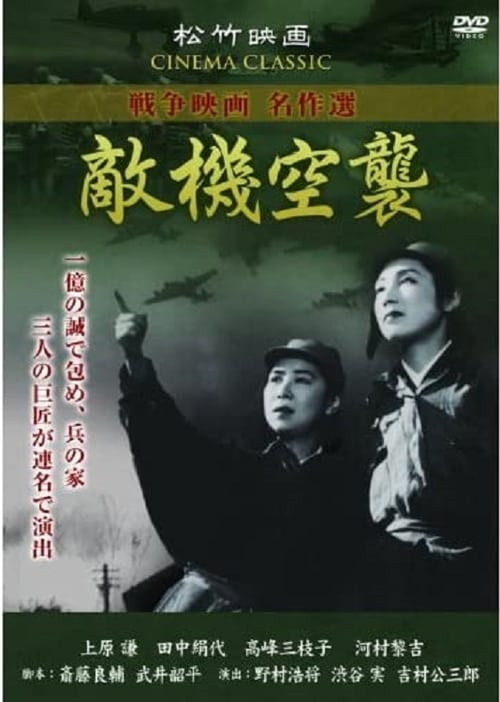 DVD
VIDEO
松竹映画
CINEMA CLASSIC
戦争映画 名作選
敵機空襲
一億の誠で包め、兵の家
三人の巨匠が連名で演出
上原 謙 田中絹代 高峰三枝子 河村黎吉
脚本：斎藤良輔 武井韶平 演出：野村浩将 渋谷 実 吉村公三郎